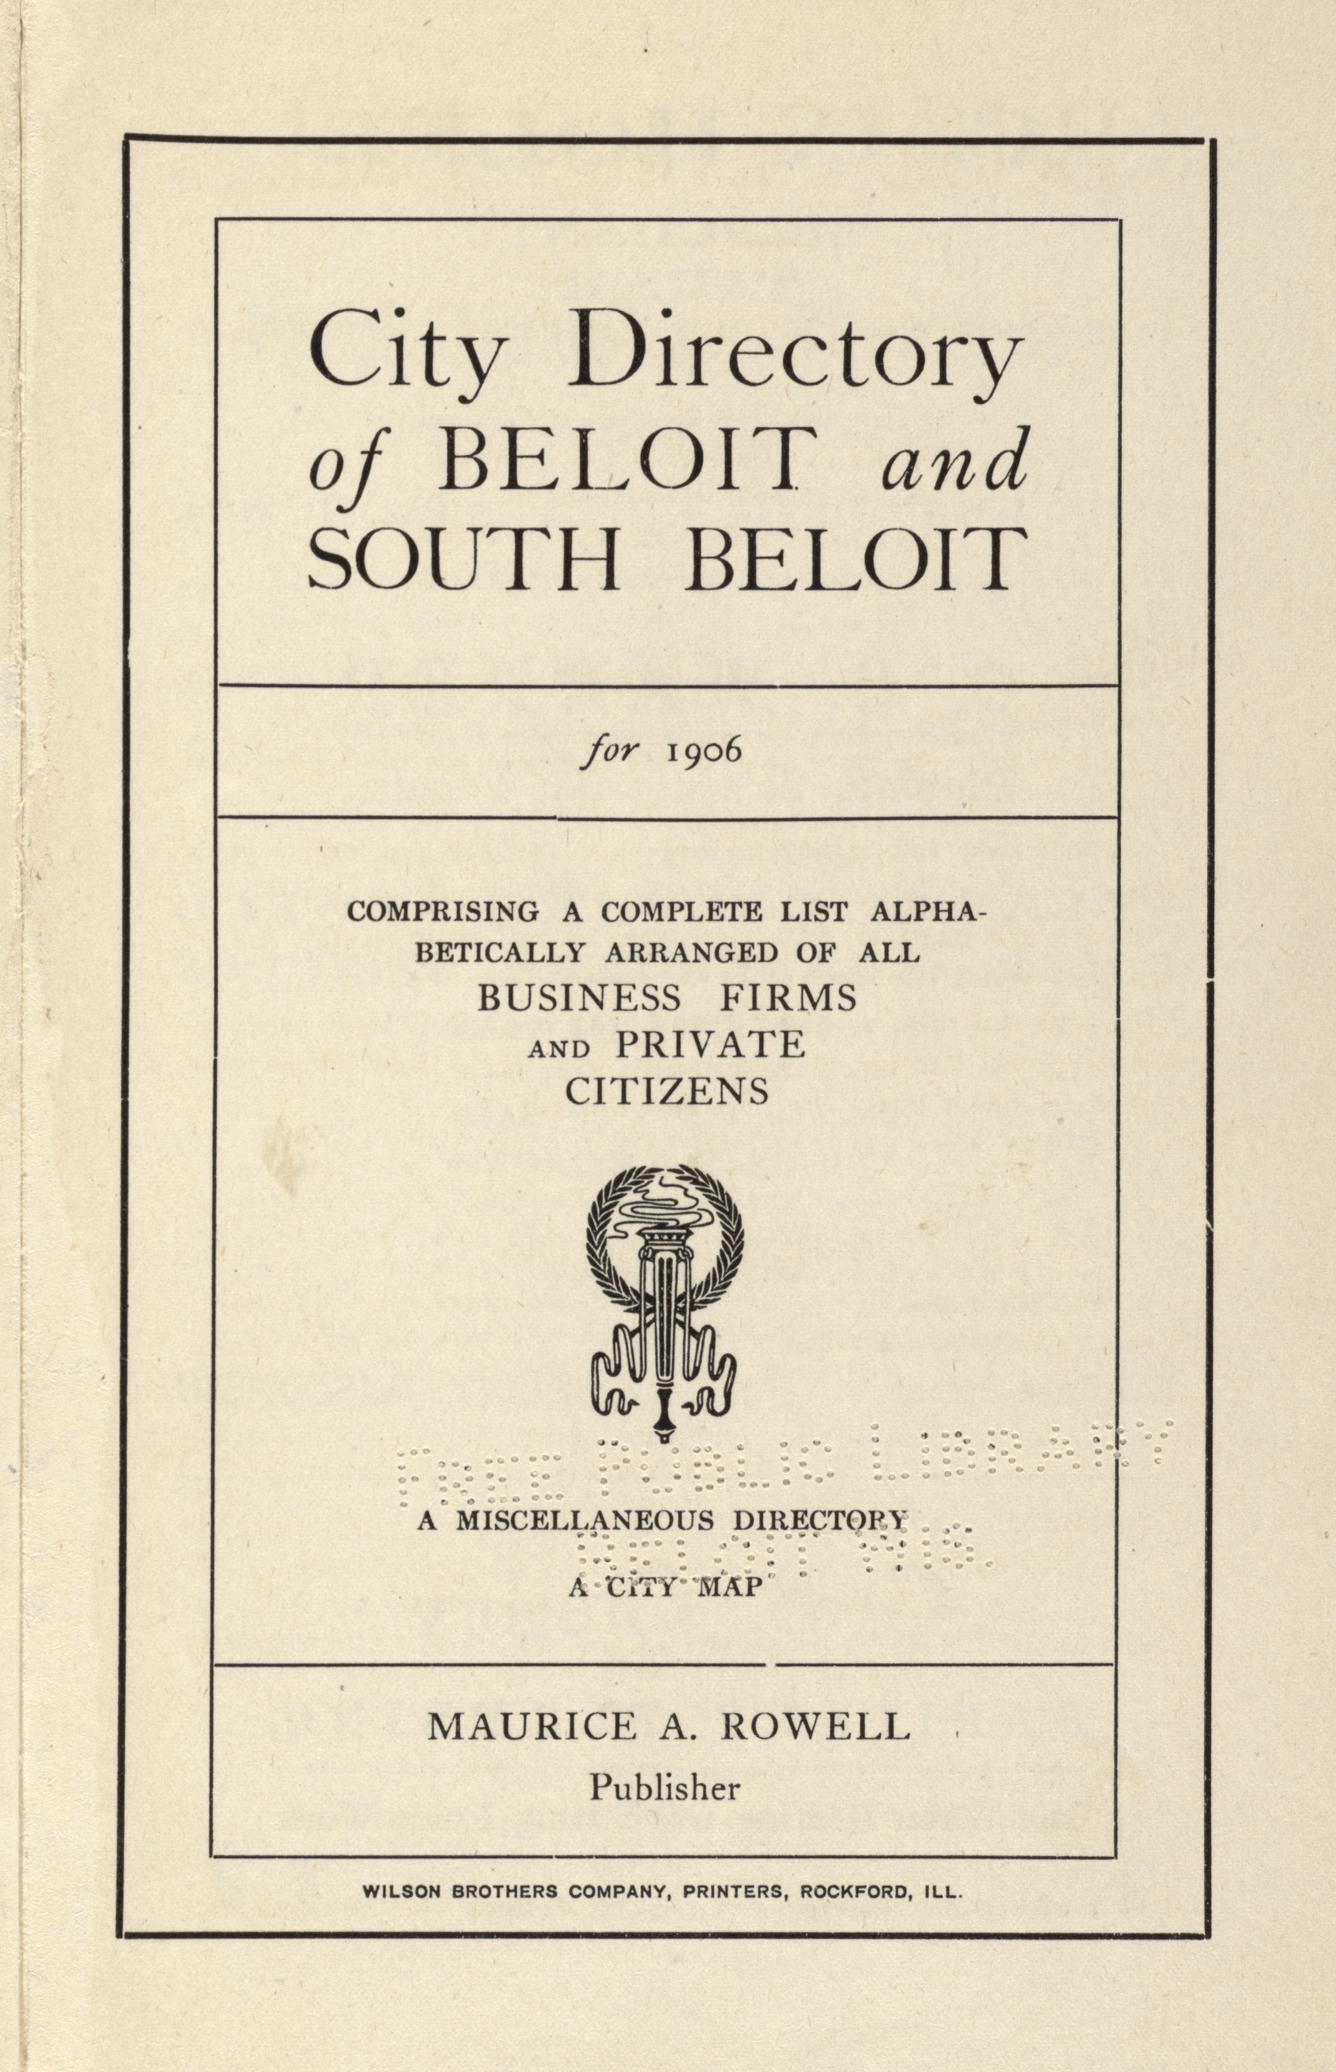 City Directory
of BELOIT and
SOUTH BELOIT
for 1906
COMPRISING A COMPLETE LIST ALPHA-
BETICALLY ARRANGED OF ALL
BUSINESS FIRMS
AND PRIVATE
CITIZENS
FREE PUBLIC LIBRARY
A MISCELLANEOUS DIRECTORY
BELOIT WIS.
A CITY MAP
MAURICE A. ROWELL
Publisher
WILSON BROTHERS COMPANY, PRINTERS, ROCKFORD, ILL.